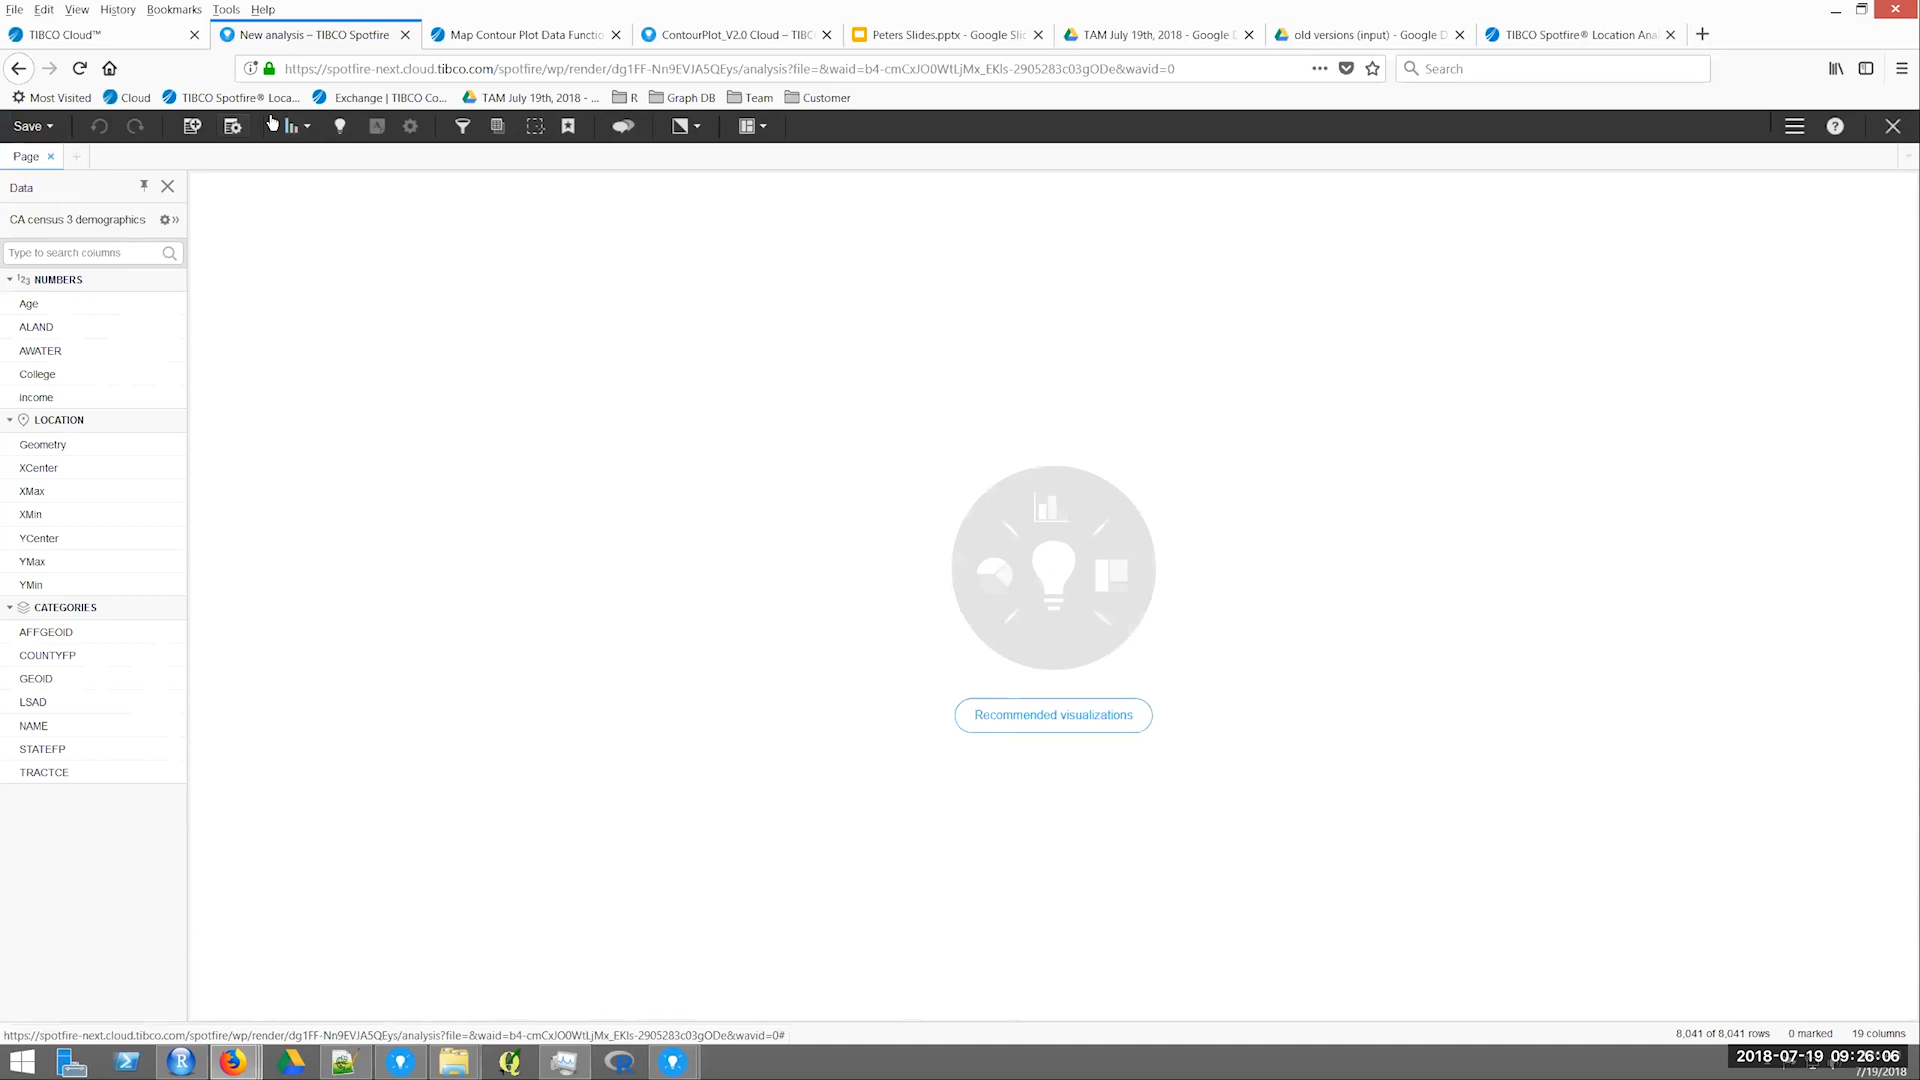 File Edit View History Bookmarks Tools Help
TIBCO Cloud™
New analysis – TIBCO Spotfire
Map Contour Plot Data Functio
ContourPlot_V2.0 Cloud – TIBC
Peters Slides.pptx - Google Slic
TAM July 19th, 2018 - Google D
old versions (input) - Google D
TIBCO Spotfire® Location Ana
https://spotfire-next.cloud.tibco.com/spotfire/wp/render/dg1FF-Nn9EVJA5QEys/analysis?file=&waid=b4-cmCxJO0WtLjMx_EKls-2905283c03gODe&wavid=0
Search
Most Visited Cloud TIBCO Spotfire® Loca... Exchange | TIBCO Co... TAM July 19th, 2018 - ... R Graph DB Team Customer
Save
Page
Data
CA census 3 demographics
Type to search columns
123 NUMBERS
Age
ALAND
AWATER
College
income
LOCATION
Geometry
XCenter
XMax
XMin
YCenter
YMax
YMin
CATEGORIES
AFFGEOID
COUNTYFP
GEOID
LSAD
NAME
STATEFP
TRACTCE
Recommended visualizations
https://spotfire-next.cloud.tibco.com/spotfire/wp/render/dg1FF-Nn9EVJA5QEys/analysis?file=&waid=b4-cmCxJO0WtLjMx_EKls-2905283c03gODe&wavid=0#
8,041 of 8,041 rows 0 marked 19 columns
2018-07-19 09:26:06
7/19/2018